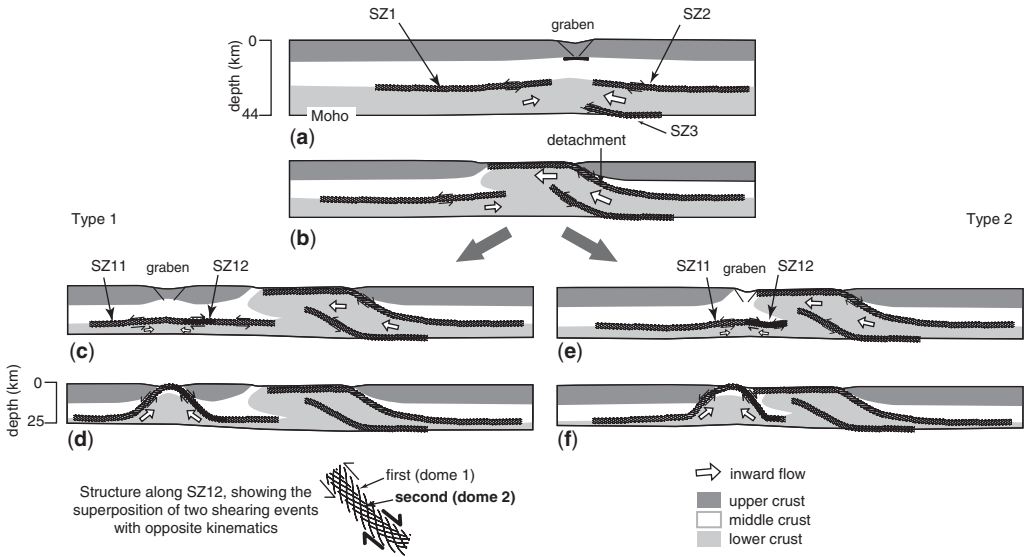 SZ1
graben
SZ2
0
depth (km)
44
Moho
SZ3
(a)
detachment
(b)
Type 1
Type 2
SZ11
graben
SZ12
(c)
SZ11
graben
SZ12
(e)
0
depth (km)
25
(d)
(f)
Structure along SZ12, showing the
superposition of two shearing events
with opposite kinematics
first (dome 1)
second (dome 2)
inward flow
upper crust
middle crust
lower crust